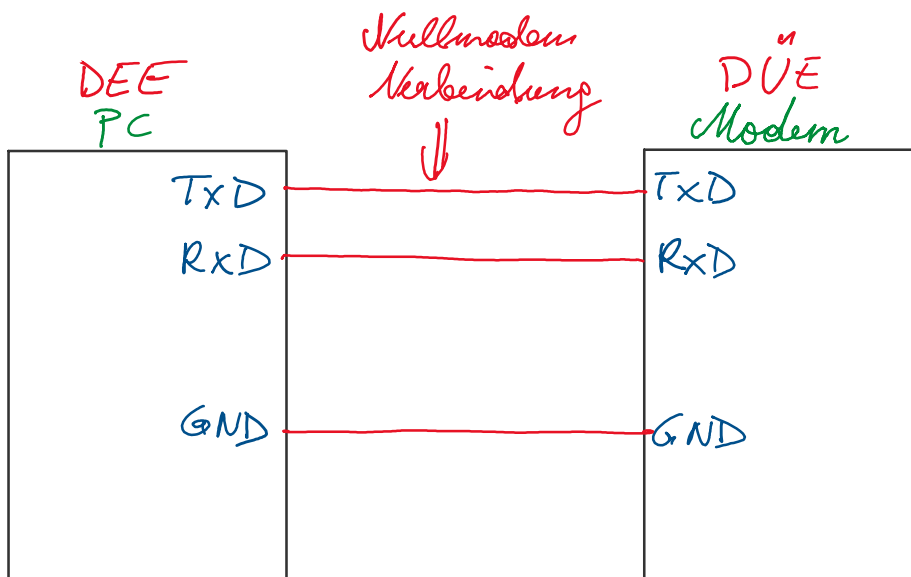 Nullmodem
DEE
Verbindung
DÜE
PC
Modem
TxD
TxD
RxD
RxD
GND
GND